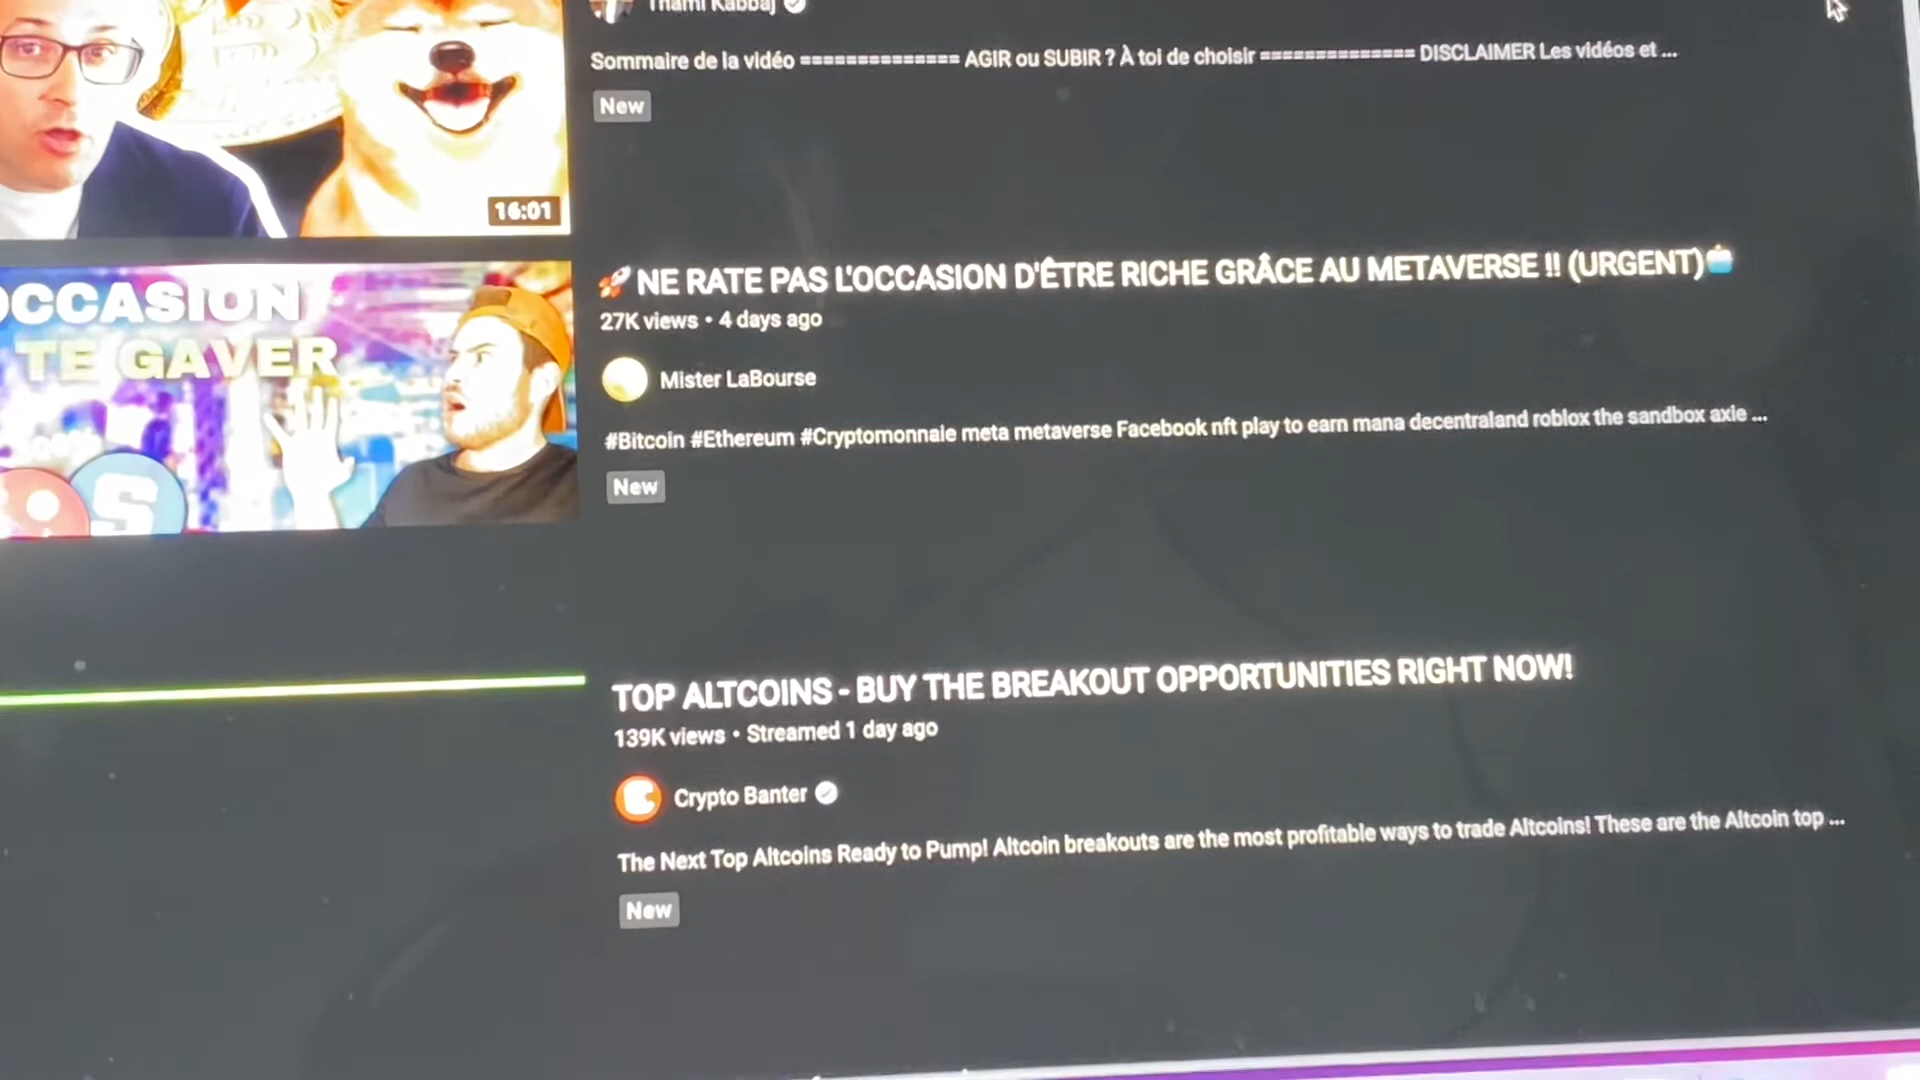 Thami Kabbaj
Sommaire de la vidéo ============== AGIR ou SUBIR ? À toi de choisir ============== DISCLAIMER Les vidéos et ...
New
16:01
NE RATE PAS L'OCCASION D'ÊTRE RICHE GRÂCE AU METAVERSE !! (URGENT)
27K views • 4 days ago
OCCASION
TE GAVER
Mister LaBourse
#Bitcoin #Ethereum #Cryptomonnaie meta metaverse Facebook nft play to earn mana decentraland roblox the sandbox axie ...
New
S
TOP ALTCOINS - BUY THE BREAKOUT OPPORTUNITIES RIGHT NOW!
139K views • Streamed 1 day ago
Crypto Banter
The Next Top Altcoins Ready to Pump! Altcoin breakouts are the most profitable ways to trade Altcoins! These are the Altcoin top ...
New